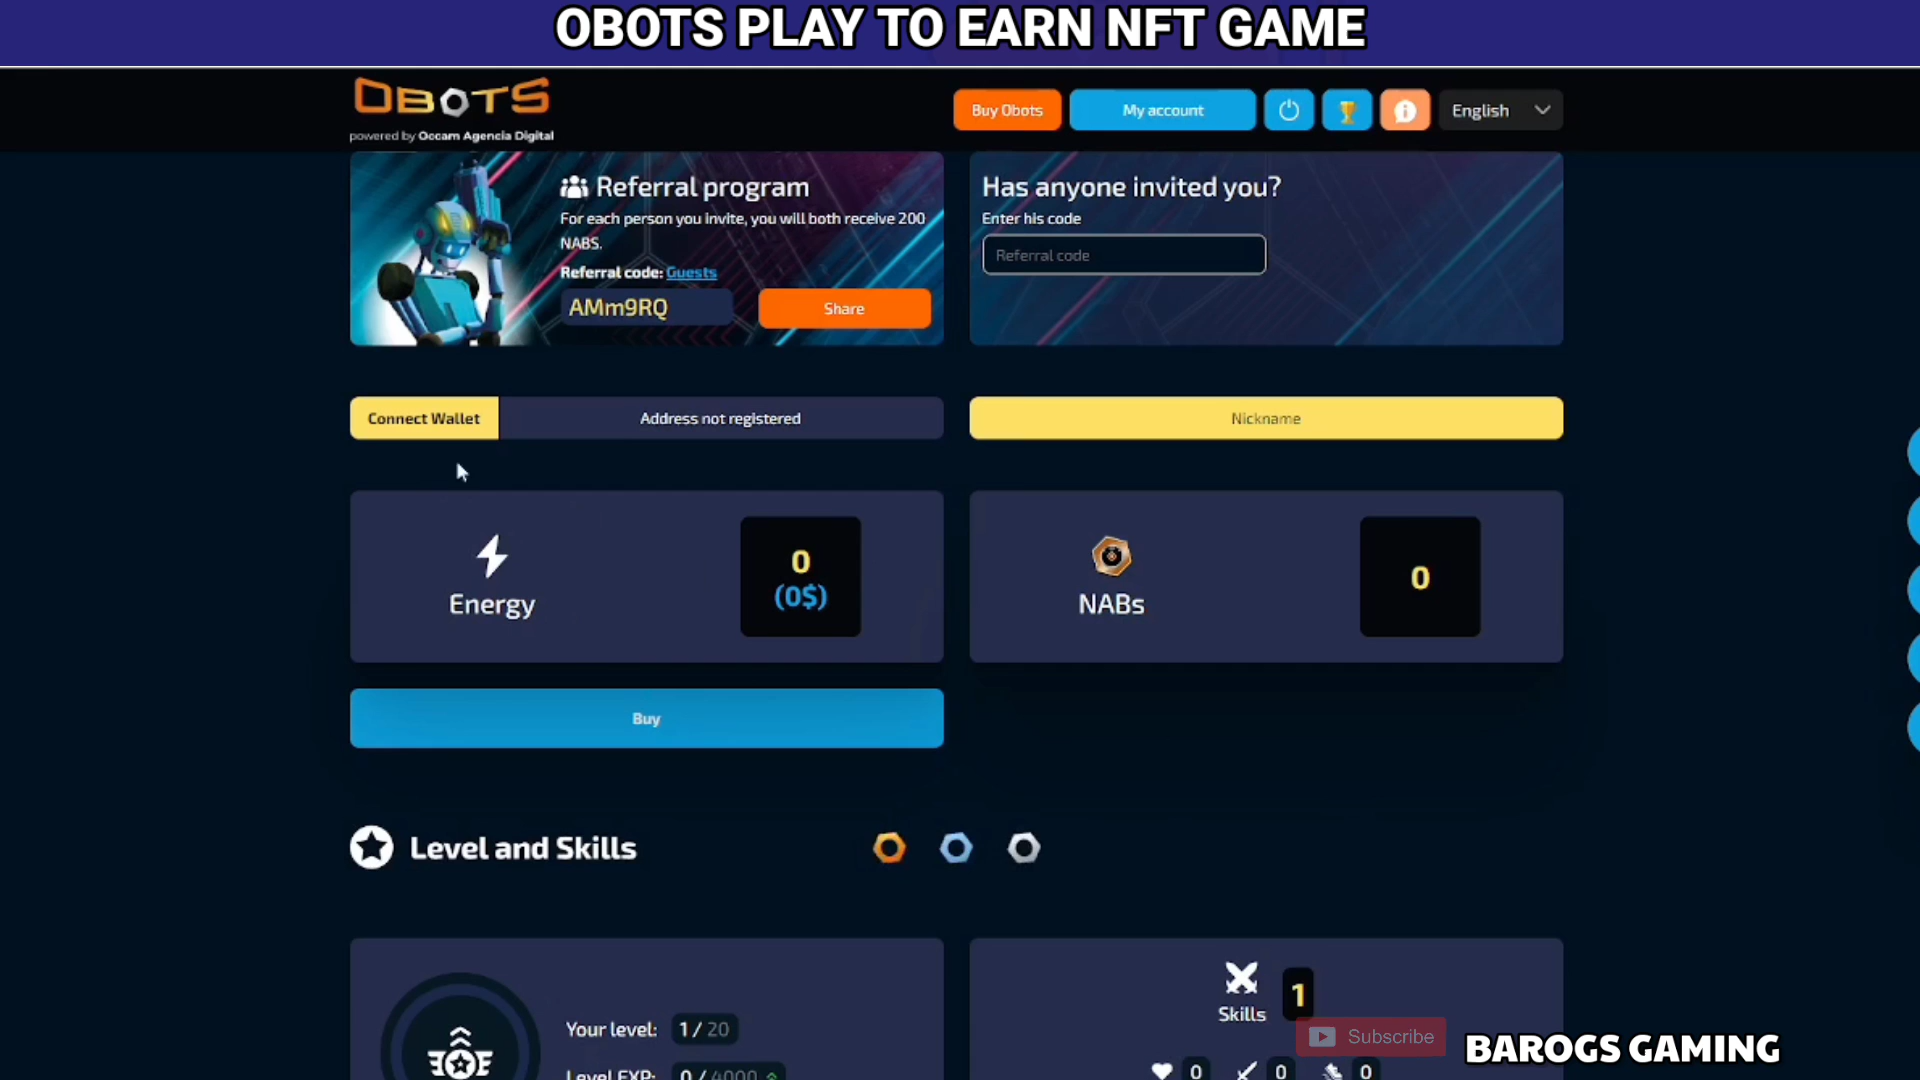 OBOTS PLAY TO EARN NFT GAME
OBOTS
powered by Occam Agencia Digital
Buy Obots
My account
English
Referral program
For each person you invite, you will both receive 200
NABS.
Referral code: Guests
AMm9RQ
Share
Has anyone invited you?
Enter his code
Referral code
Connect Wallet
Address not registered
Nickname
Energy
0
(0$)
NABs
0
Buy
Level and Skills
Your level: 1 / 20
Level EXP: 0 / 4000
Skills
1
0 0 0
Subscribe
BAROGS GAMING